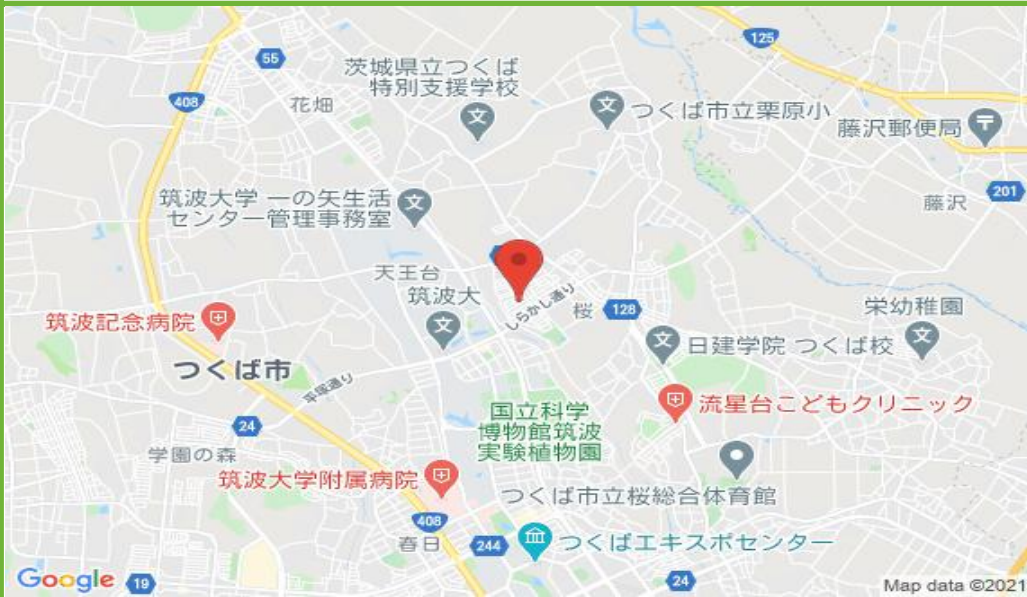 125
55
茨城県立つくば
特別支援学校
408
花畑
つくば市立栗原小
藤沢郵便局
201
筑波大学 一の矢生活
センター管理事務室
藤沢
天王台
筑波大
しらかし通り
桜
128
栄幼稚園
筑波記念病院
日建学院 つくば校
つくば市
平塚通り
流星台こどもクリニック
国立科学
博物館筑波
実験植物園
24
学園の森
筑波大学附属病院
つくば市立桜総合体育館
408
春日
244
つくばエキスポセンター
Google
19
24
Map data ©2021